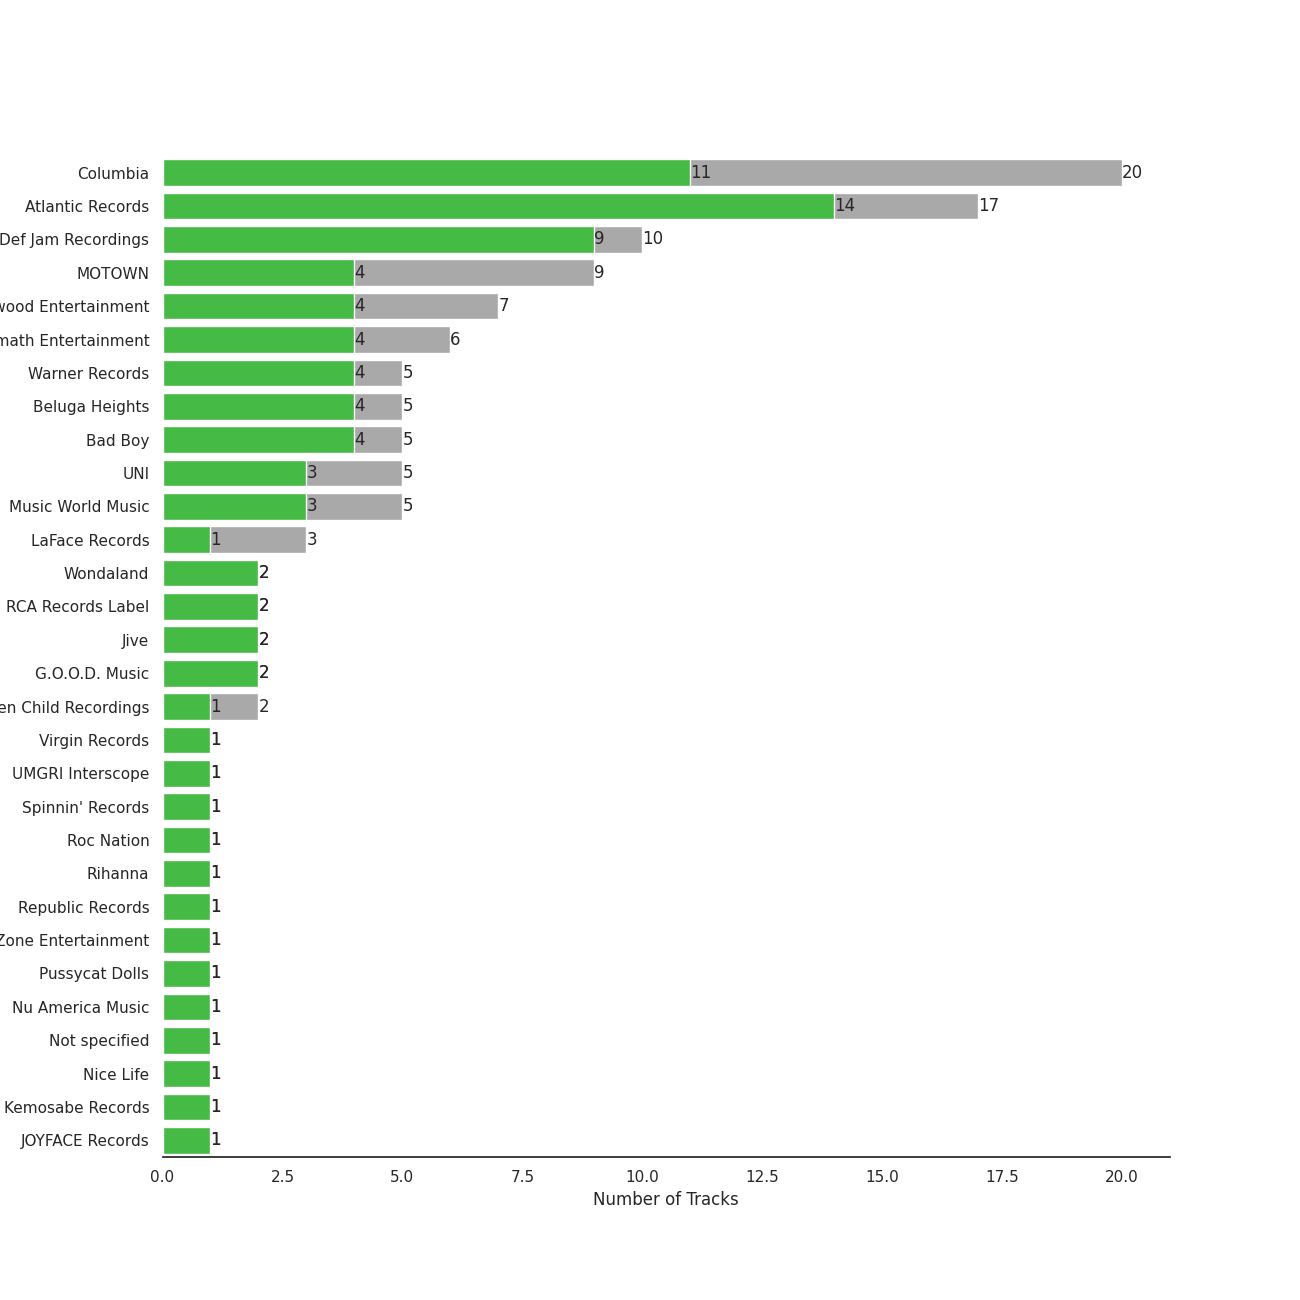 Columbia 11 20
Atlantic Records 14 17
Def Jam Recordings 9 10
MOTOWN 4 9
Entertainment 4 7
Entertainment 4 6
Warner Records 4 5
Beluga Heights 4 5
Bad Boy 4 5
UNI 3 5
Music World Music 3 5
LaFace Records 1 3
Wondaland 2
RCA Records Label 2
Jive 2
G.O.O.D. Music 2
Child Recordings 1 2
Virgin Records 1
UMGRI Interscope 1
Spinnin' Records 1
Roc Nation 1
Rihanna 1
Republic Records 1
Zone Entertainment 1
Pussycat Dolls 1
Nu America Music 1
Not specified 1
Nice Life 1
Kemosabe Records 1
JOYFACE Records 1
0.0 2.5 5.0 7.5 10.0 12.5 15.0 17.5 20.0
Number of Tracks